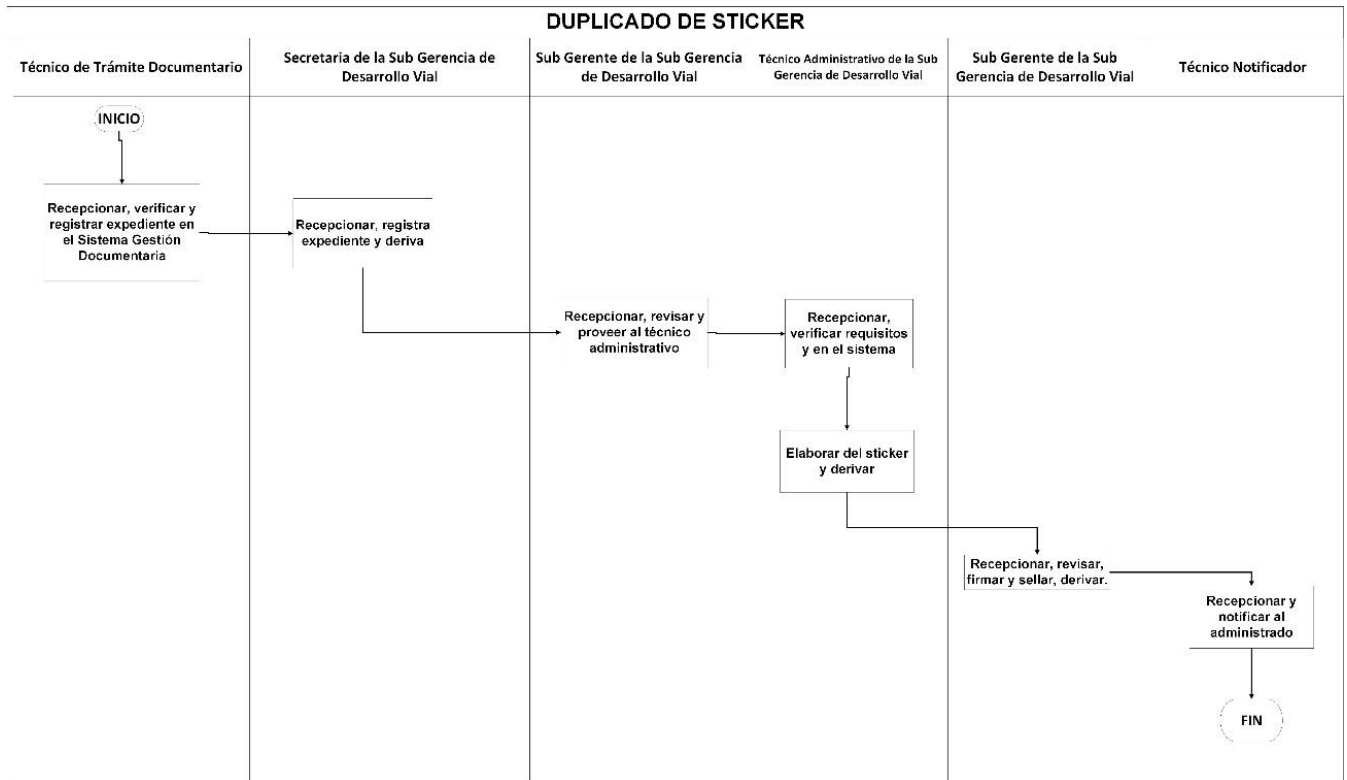 DUPLICADO DE STICKER
Técnico de Trámite Documentario
Secretaria de la Sub Gerencia de
Desarrollo Vial
Sub Gerente de la Sub Gerencia
de Desarrollo Vial
Técnico Administrativo de la Sub
Gerencia de Desarrollo Vial
Sub Gerente de la Sub
Gerencia de Desarrollo Vial
Técnico Notificador
INICIO
Recepcionar, verificar y
registrar expediente en
el Sistema Gestión
Documentaria
Recepcionar, registra
expediente y deriva
Recepcionar, revisar y
proveer al técnico
administrativo
Recepcionar,
verificar requisitos
y en el sistema
Elaborar del sticker
y derivar
Recepcionar, revisar,
firmar y sellar, derivar.
Recepcionar y
notificar al
administrado
FIN